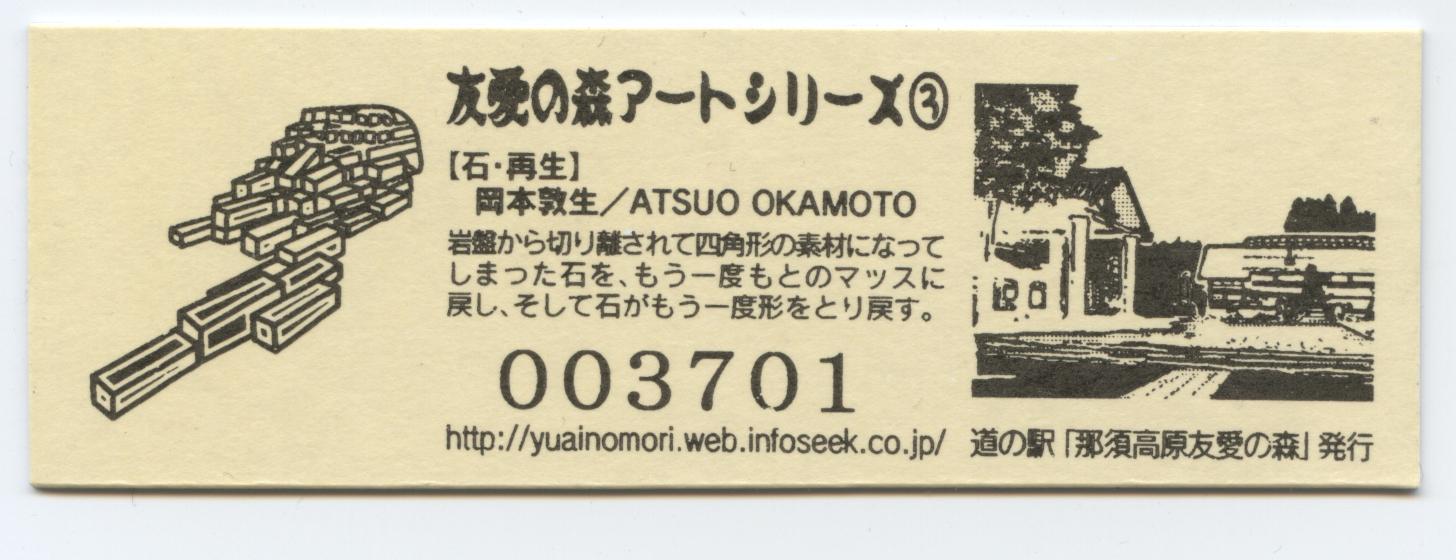 友愛の森アートシリーズ③
【石・再生】
岡本敦生／ATSUO OKAMOTO
岩盤から切り離されて四角形の素材になって
しまった石を、もう一度もとのマッスに
戻し、そして石がもう一度形をとり戻す。
003701
http://yuainomori.web.infoseek.co.jp/
道の駅「那須高原友愛の森」発行